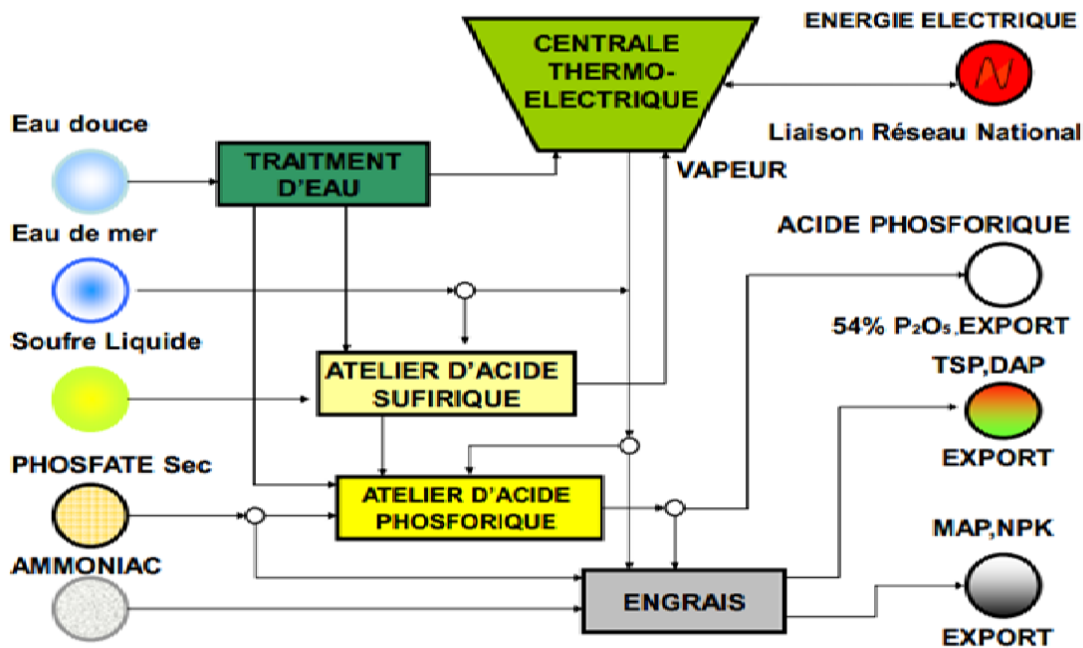 CENTRALE
THERMO-
ELECTRIQUE
ENERGIE ELECTRIQUE
Liaison Réseau National
Eau douce
TRAITMENT
D'EAU
VAPEUR
Eau de mer
ACIDE PHOSFORIQUE
54% P₂O₅,EXPORT
Soufre Liquide
ATELIER D'ACIDE
SUFIRIQUE
TSP,DAP
EXPORT
PHOSFATE Sec
ATELIER D'ACIDE
PHOSFORIQUE
MAP,NPK
EXPORT
AMMONIAC
ENGRAIS